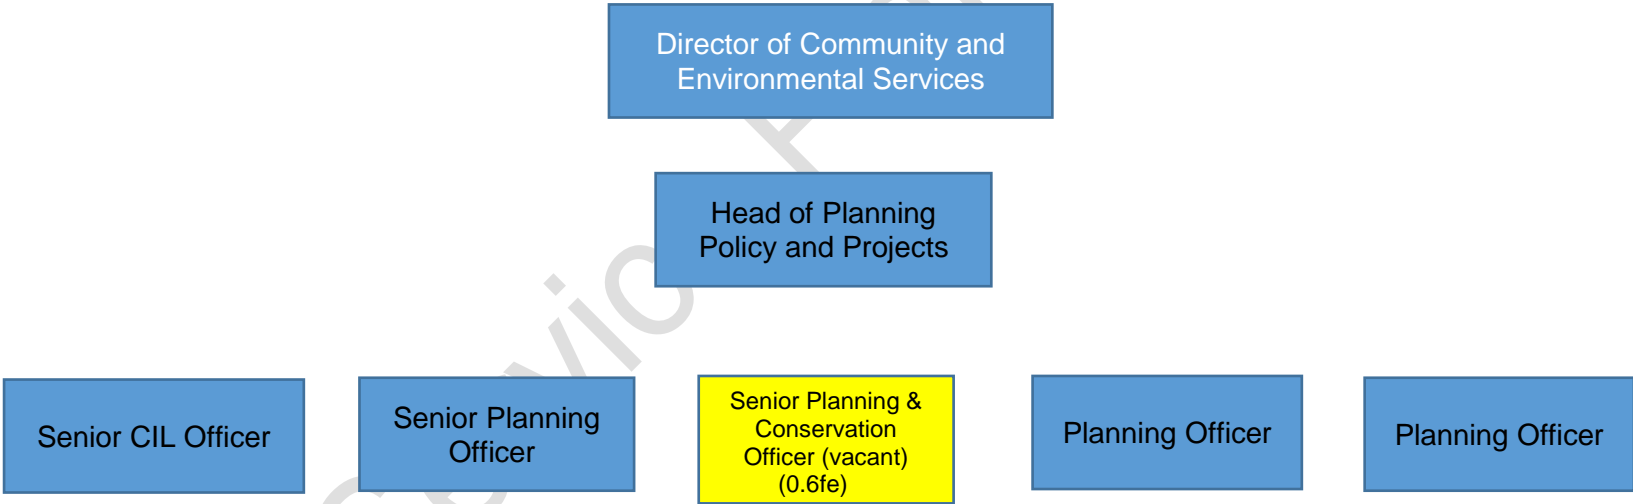 Director of Community and
Environmental Services
Head of Planning
Policy and Projects
Senior CIL Officer
Senior Planning
Officer
Senior Planning &
Conservation
Officer (vacant)
(0.6fe)
Planning Officer
Planning Officer